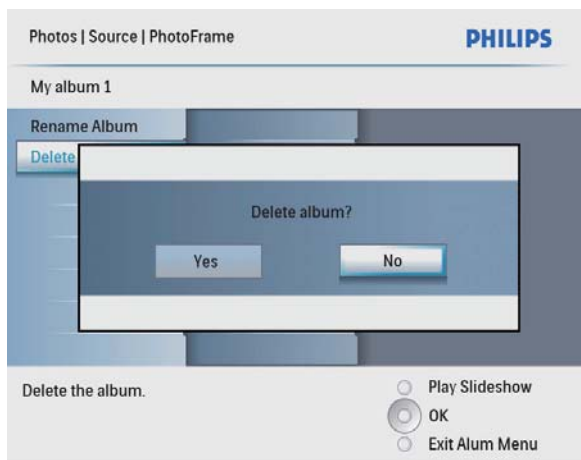 Photos | Source | PhotoFrame
PHILIPS
My album 1
Rename Album
Delete
Delete album?
Yes
No
Delete the album.
Play Slideshow
OK
Exit Alum Menu